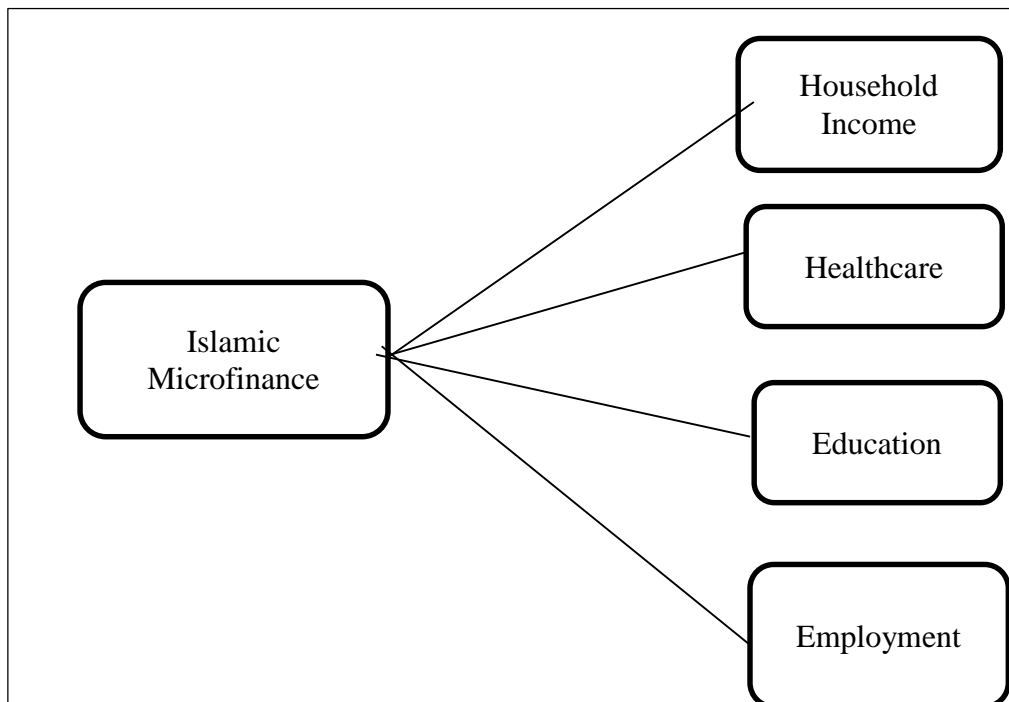 Household
Income
Healthcare
Islamic
Microfinance
Education
Employment